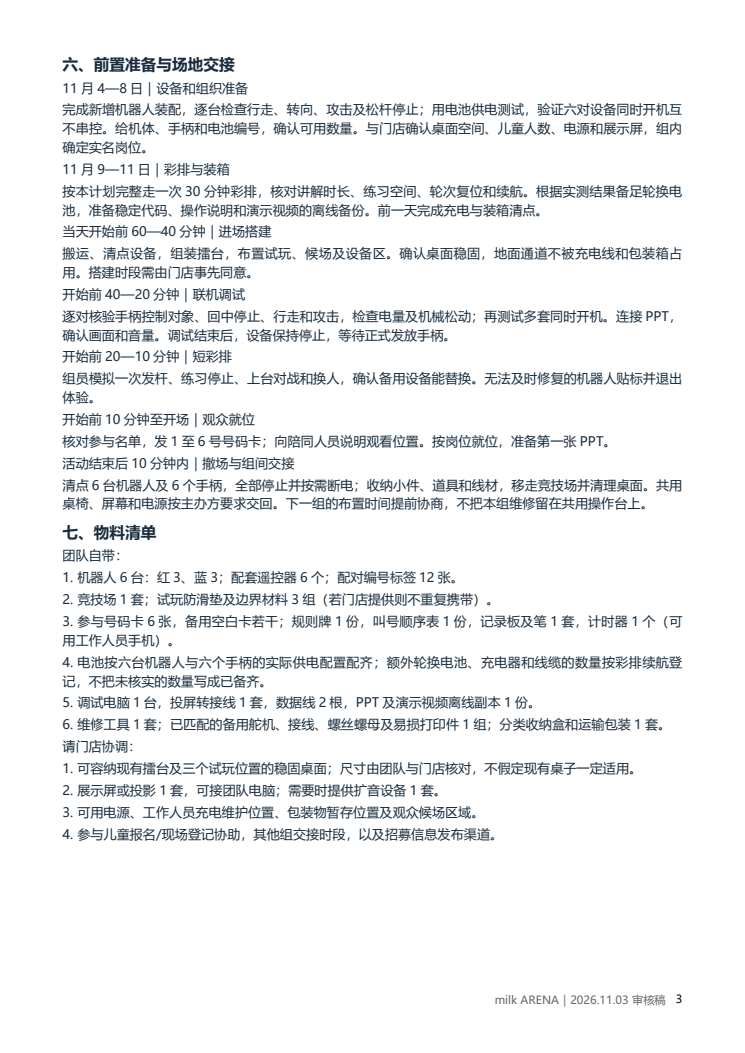 六、前置准备与场地交接
11 月 4—8 日 | 设备和组织准备
完成新增机器人装配，逐台检查行走、转向、攻击及松杆停止；用电池供电测试，验证六对设备同时开机互
不串控。给机体、手柄和电池编号，确认可用数量。与门店确认桌面空间、儿童人数、电源和展示屏，组内
确定实名岗位。
11 月 9—11 日 | 彩排与装箱
按本计划完整走一次 30 分钟彩排，核对讲解时长、练习空间、轮次复位和续航。根据实测结果备足轮换电
池，准备稳定代码、操作说明和演示视频的离线备份。前一天完成充电与装箱清点。
当天开始前 60—40 分钟 | 进场搭建
搬运、清点设备，组装擂台，布置试玩、候场及设备区。确认桌面稳固，地面通道不被充电线和包装箱占
用。搭建时段需由门店事先同意。
开始前 40—20 分钟 | 联机调试
逐对核验手柄控制对象、回中停止、行走和攻击，检查电量及机械松动；再测试多套同时开机。连接 PPT，
确认画面和音量。调试结束后，设备保持停止，等待正式发放手柄。
开始前 20—10 分钟 | 短彩排
组员模拟一次发杆、练习停止、上台对战和换人，确认备用设备能替换。无法及时修复的机器人贴标并退出
体验。
开始前 10 分钟至开场 | 观众就位
核对参与名单，发 1 至 6 号号码卡；向陪同人员说明观看位置。按岗位就位，准备第一张 PPT。
活动结束后 10 分钟内 | 撤场与组间交接
清点 6 台机器人及 6 个手柄，全部停止并按需断电；收纳小件、道具和线材，移走竞技场并清理桌面。共用
桌椅、屏幕和电源按主办方要求交回。下一组的布置时间提前协商，不把本组维修留在共用操作台上。
七、物料清单
团队自带：
1. 机器人 6 台：红 3、蓝 3；配套遥控器 6 个；配对编号标签 12 张。
2. 竞技场 1 套；试玩防滑垫及边界材料 3 组（若门店提供则不重复携带）。
3. 参与号码卡 6 张，备用空白卡若干；规则牌 1 份，叫号顺序表 1 份，记录板及笔 1 套，计时器 1 个（可
用工作人员手机）。
4. 电池按六台机器人与六个手柄的实际供电配置配齐；额外轮换电池、充电器和线缆的数量按彩排续航登
记，不把未核实的数量写成已备齐。
5. 调试电脑 1 台，投屏转接线 1 套，数据线 2 根，PPT 及演示视频离线副本 1 份。
6. 维修工具 1 套；已匹配的备用舵机、接线、螺丝螺母及易损打印件 1 组；分类收纳盒和运输包装 1 套。
请门店协调：
1. 可容纳现有擂台及三个试玩位置的稳固桌面；尺寸由团队与门店核对，不假定现有桌子一定适用。
2. 展示屏或投影 1 套，可接团队电脑；需要时提供扩音设备 1 套。
3. 可用电源、工作人员充电维护位置、包装物暂存位置及观众候场区域。
4. 参与儿童报名/现场登记协助，其他组交接时段，以及招募信息发布渠道。
milk ARENA | 2026.11.03 审核稿 3